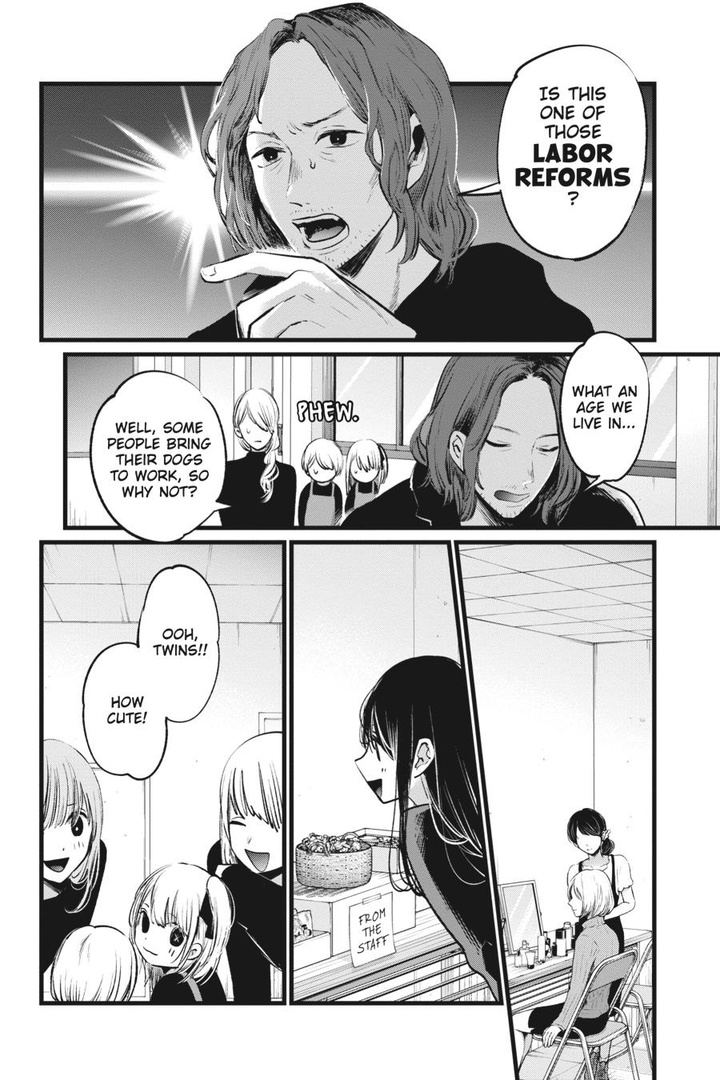 IS THIS
ONE OF
THOSE
LABOR
REFORMS
?
WHAT AN
AGE WE
LIVE IN...
PHEW.
WELL, SOME
PEOPLE BRING
THEIR DOGS
TO WORK, SO
WHY NOT?
OOH,
TWINS!!
HOW
CUTE!
FROM
THE
STAFF